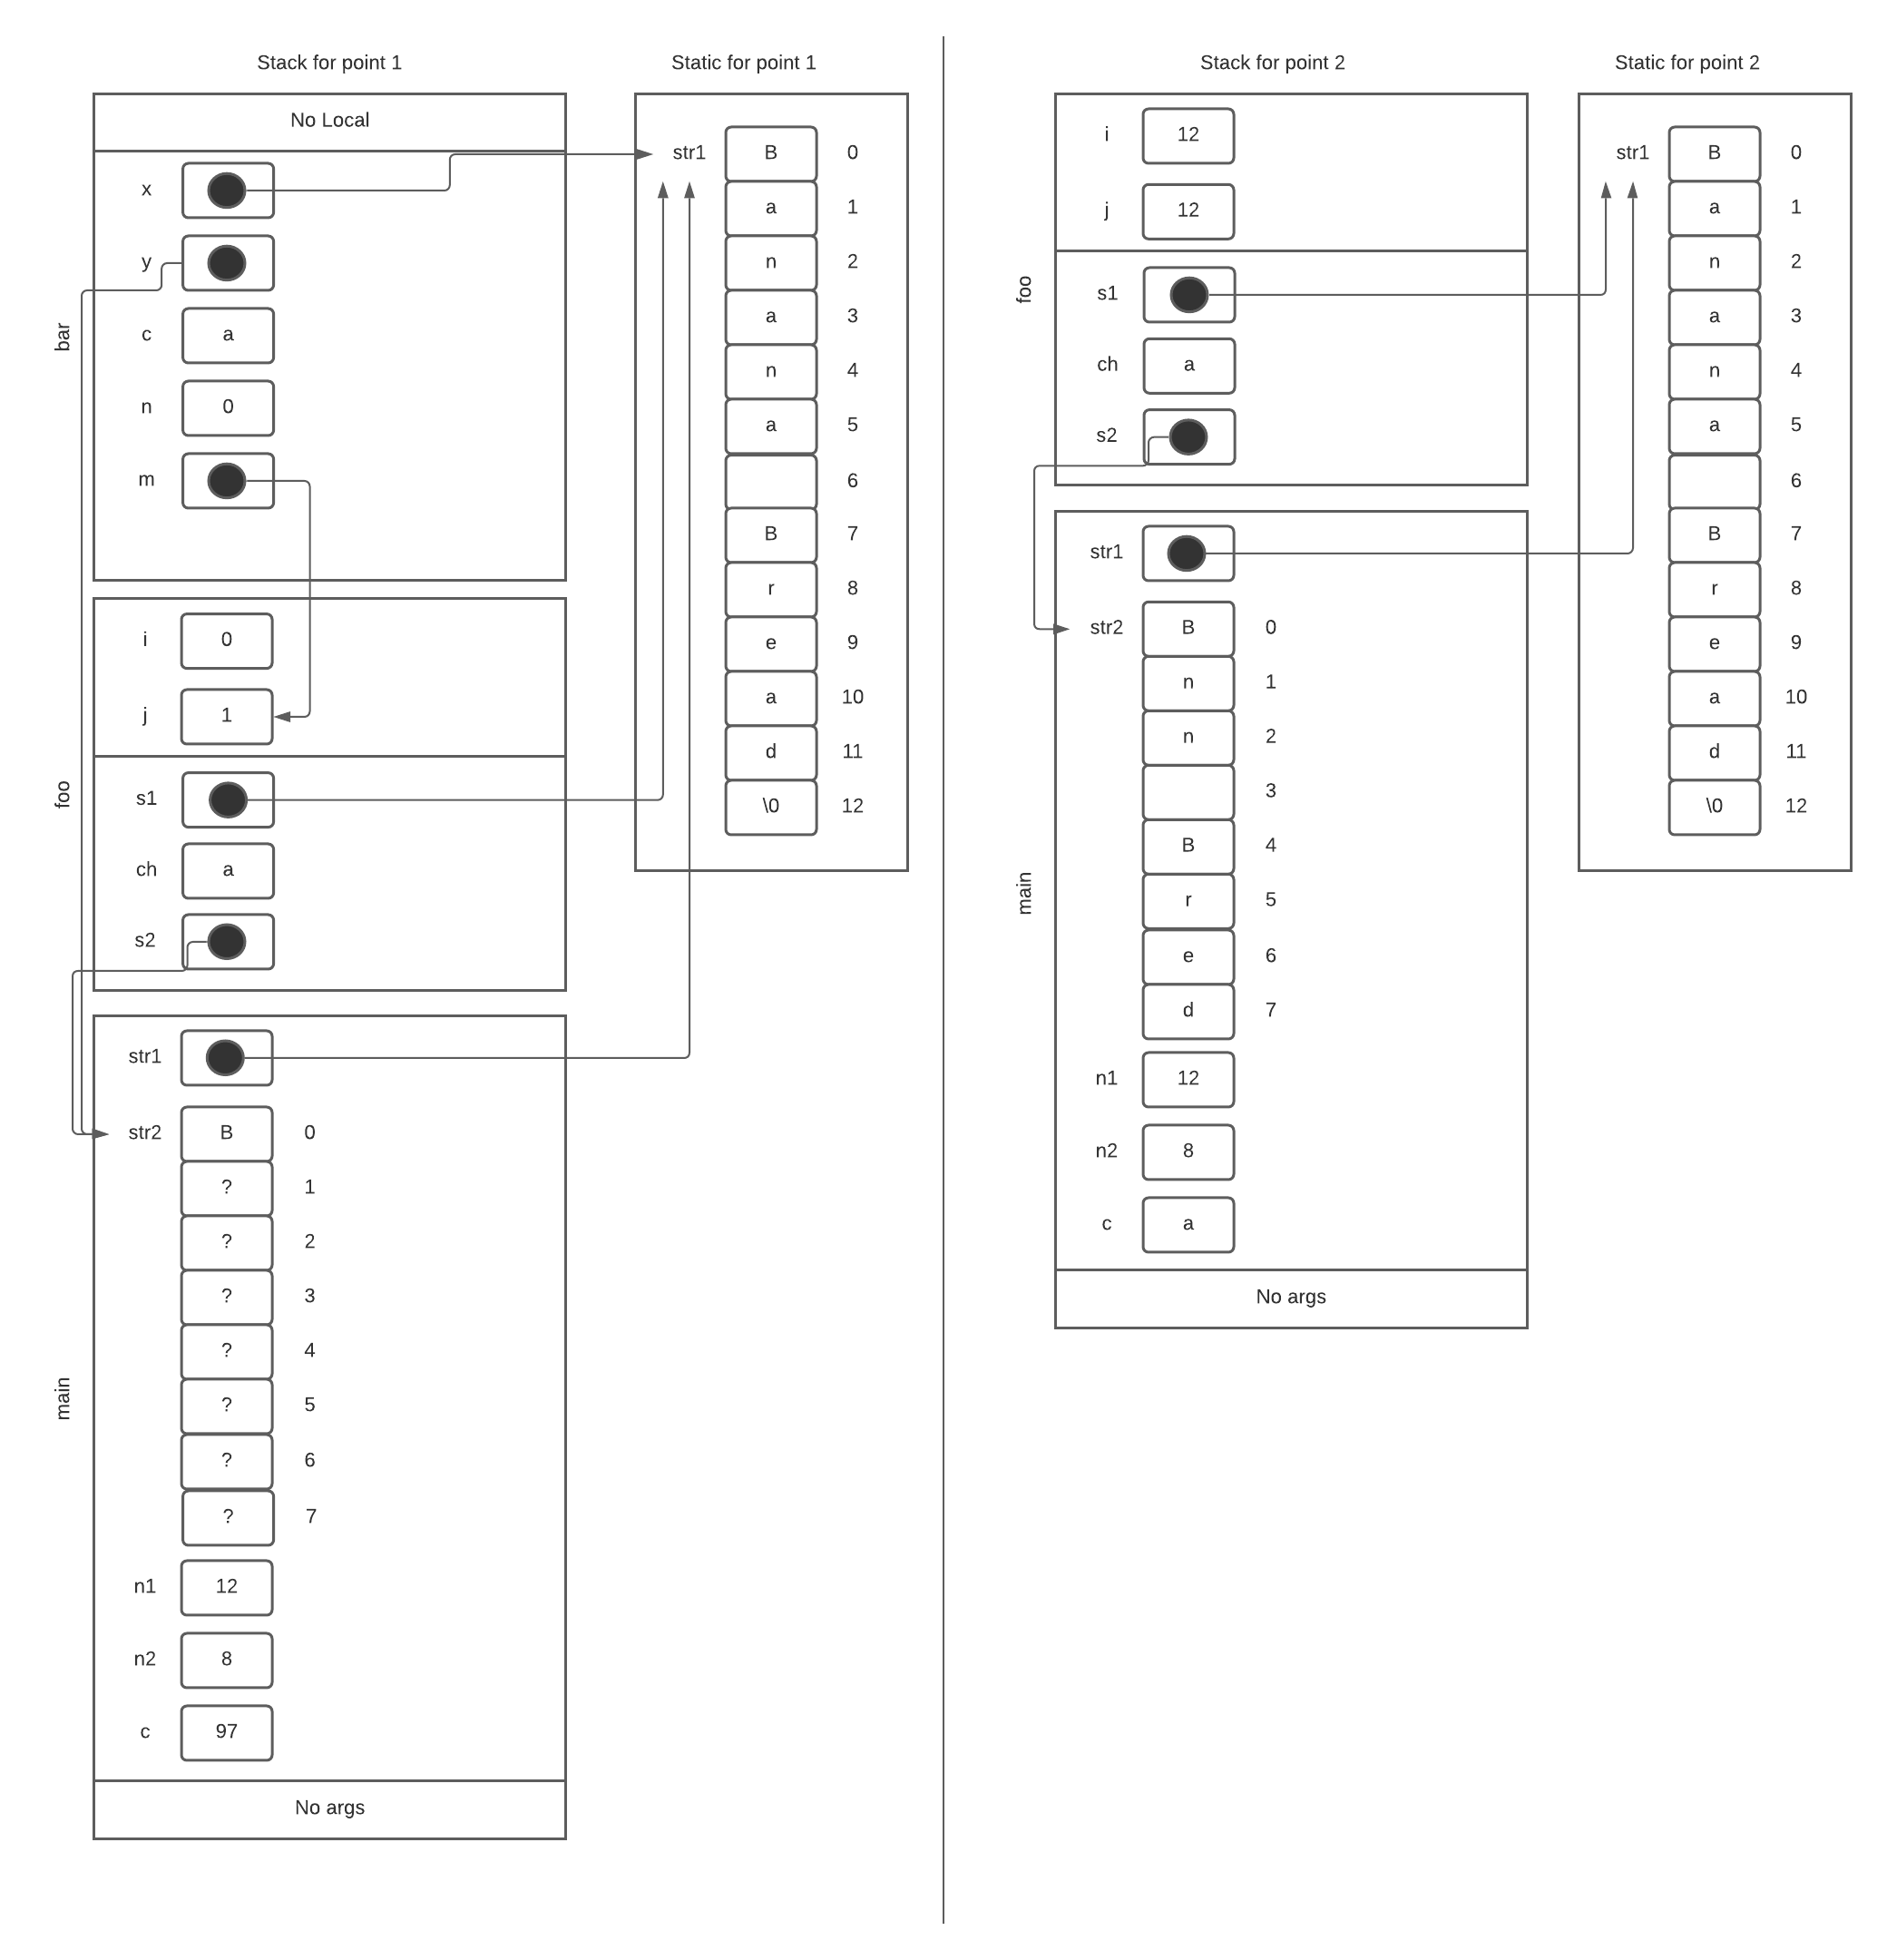 Stack for point 1
Static for point 1
No Local
bar
x
y
c a
n 0
m
foo
i 0
j 1
s1
ch a
s2
main
str1
str2 B 0
? 1
? 2
? 3
? 4
? 5
? 6
? 7
n1 12
n2 8
c 97
No args
str1 B 0
a 1
n 2
a 3
n 4
a 5
6
B 7
r 8
e 9
a 10
d 11
\0 12
Stack for point 2
Static for point 2
foo
i 12
j 12
s1
ch a
s2
main
str1
str2 B 0
n 1
n 2
3
B 4
r 5
e 6
d 7
n1 12
n2 8
c a
No args
str1 B 0
a 1
n 2
a 3
n 4
a 5
6
B 7
r 8
e 9
a 10
d 11
\0 12